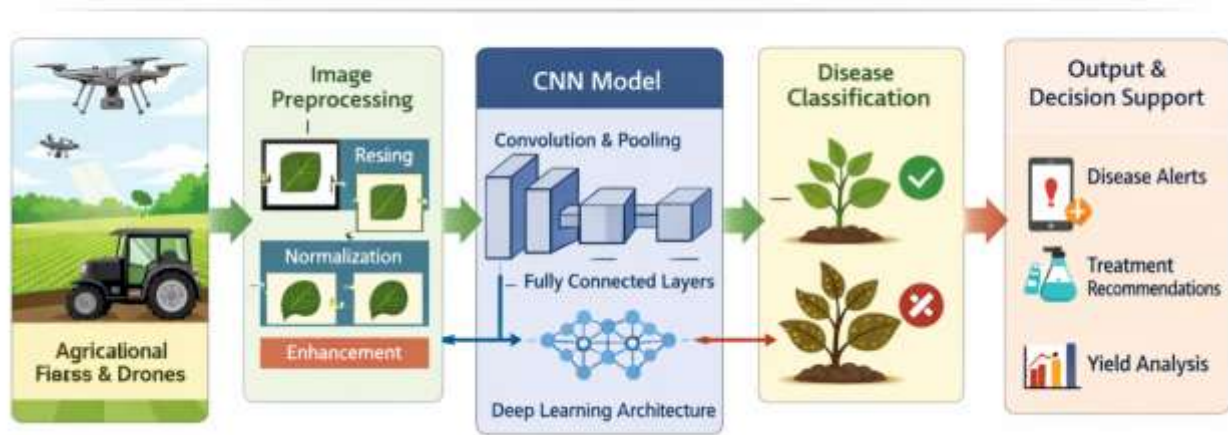 Agricational
Fierss & Drones
Image
Preprocessing
Resiing
Normalization
Enhancement
CNN Model
Convolution & Pooling
Fully Connected Layers
Deep Learning Architecture
Disease
Classification
Output &
Decision Support
Disease Alerts
Treatment
Recommendations
Yield Analysis